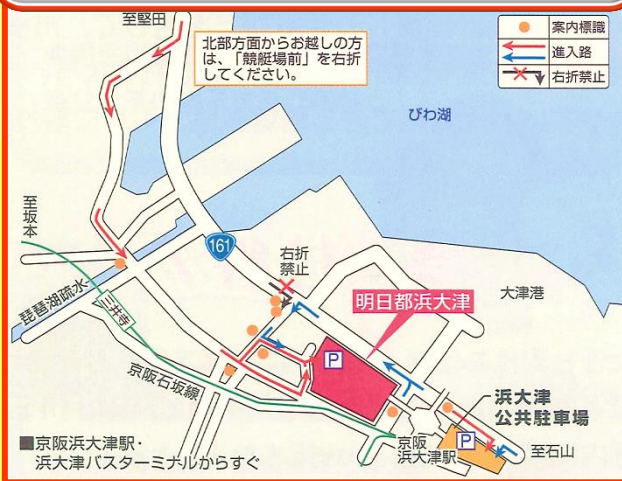 至堅田
北部方面からお越しの方
は、「競艇場前」を右折
してください。
案内標識
進入路
右折禁止
びわ湖
至坂本
161
右折
禁止
琵琶湖疏水
三井寺
明日都浜大津
大津港
P
京阪石坂線
浜大津
公共駐車場
京阪
浜大津駅
P
至石山
■京阪浜大津駅・
浜大津バスターミナルからすぐ